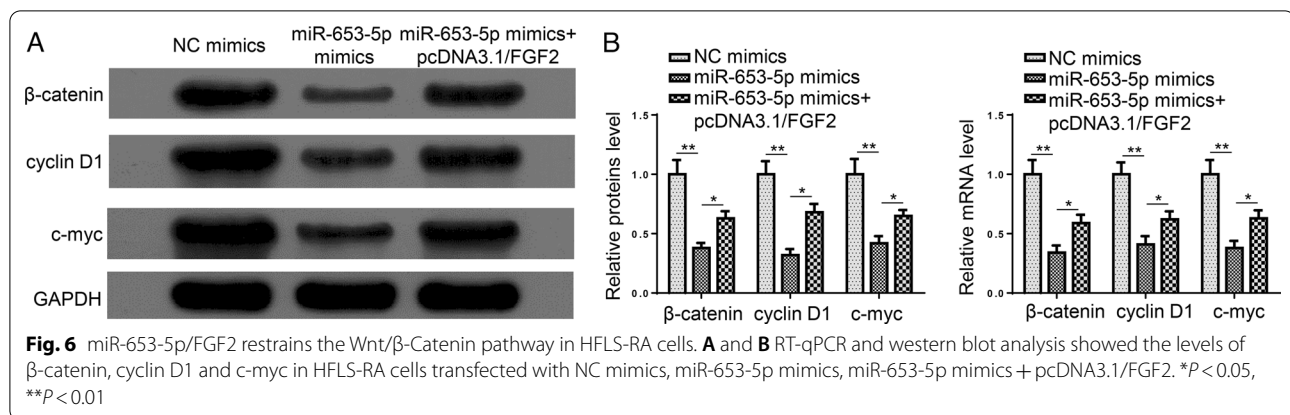 A
NC mimics
miR-653-5p
mimics
miR-653-5p mimics+
pcDNA3.1/FGF2
β-catenin
cyclin D1
c-myc
GAPDH
B
NC mimics
miR-653-5p mimics
miR-653-5p mimics+
pcDNA3.1/FGF2
Relative proteins level
1.5
1.0
0.5
0.0
**
*
**
*
**
*
β-catenin
cyclin D1
c-myc
NC mimics
miR-653-5p mimics
miR-653-5p mimics+
pcDNA3.1/FGF2
Relative mRNA level
1.5
1.0
0.5
0.0
**
*
**
*
**
*
β-catenin
cyclin D1
c-myc
Fig. 6 miR-653-5p/FGF2 restrains the Wnt/β-Catenin pathway in HFLS-RA cells. A and B RT-qPCR and western blot analysis showed the levels of
β-catenin, cyclin D1 and c-myc in HFLS-RA cells transfected with NC mimics, miR-653-5p mimics, miR-653-5p mimics + pcDNA3.1/FGF2. *P < 0.05,
**P < 0.01